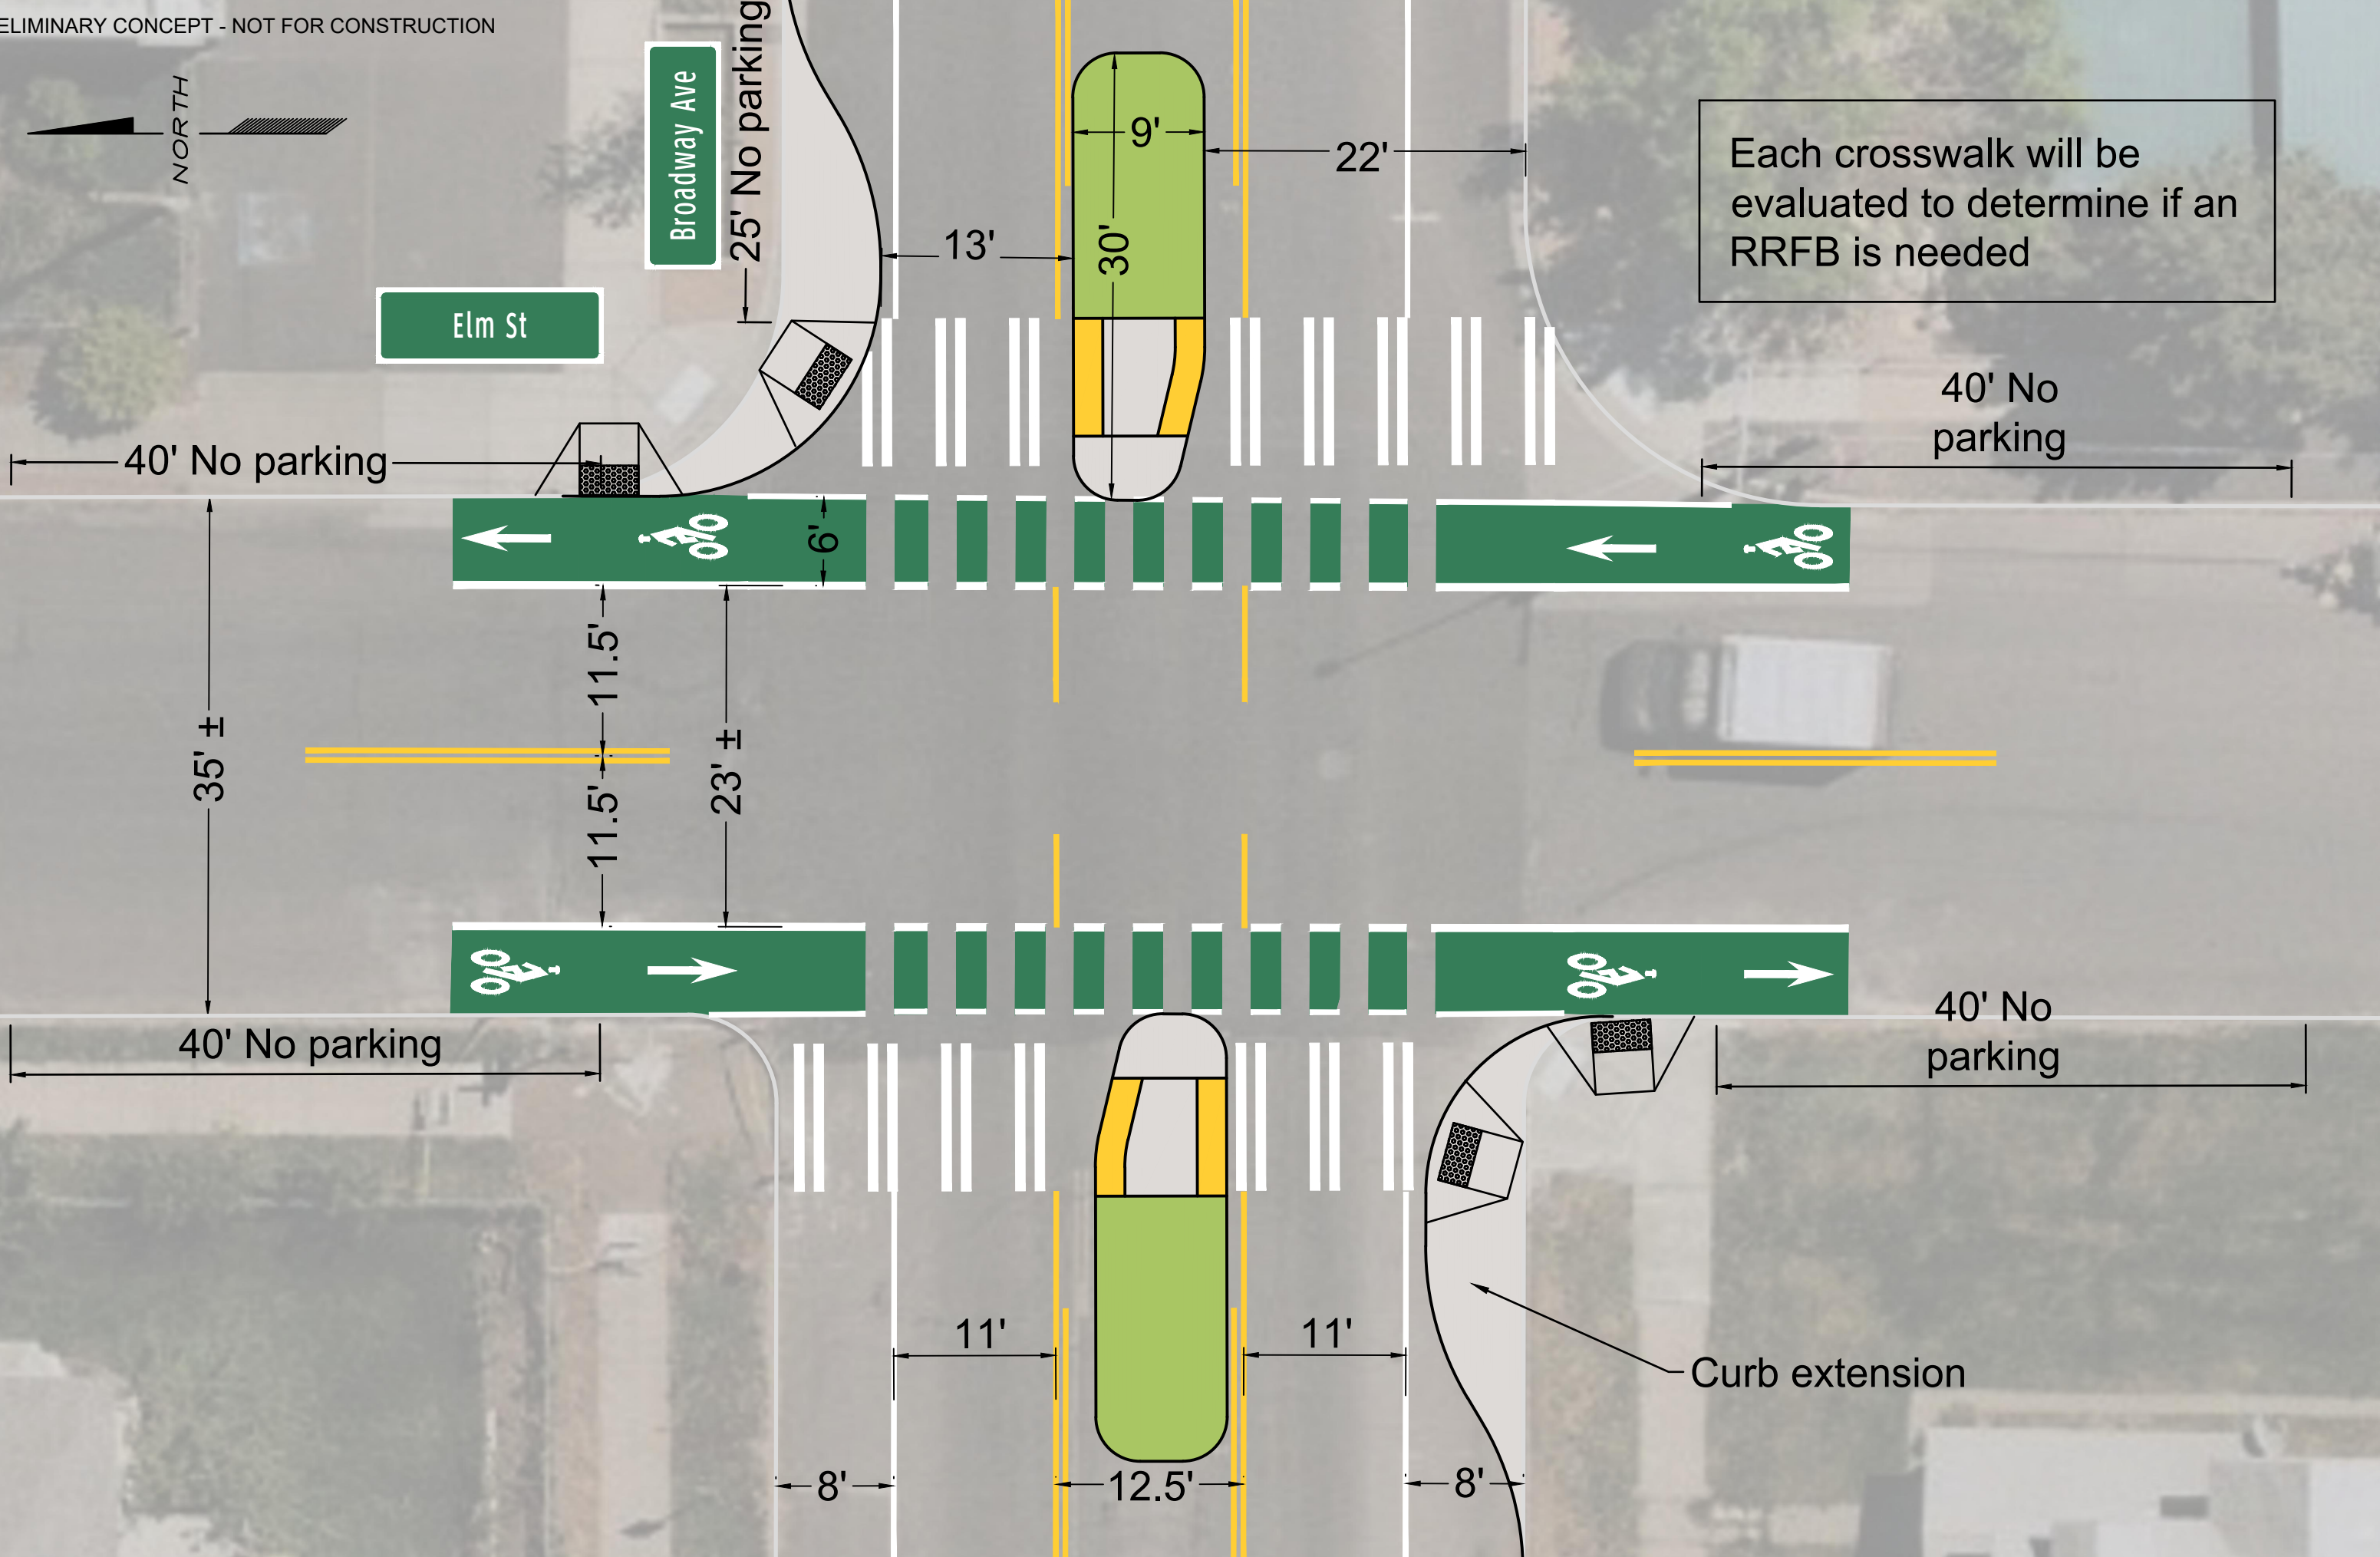 ELIMINARY CONCEPT - NOT FOR CONSTRUCTION
NORTH
Broadway Ave
25' No parking
Elm St
9'
22'
13'
30'
Each crosswalk will be
evaluated to determine if an
RRFB is needed
40' No parking
40' No
parking
6'
11.5'
11.5'
23' ±
35' ±
40' No parking
40' No
parking
11'
11'
Curb extension
8'
12.5'
8'